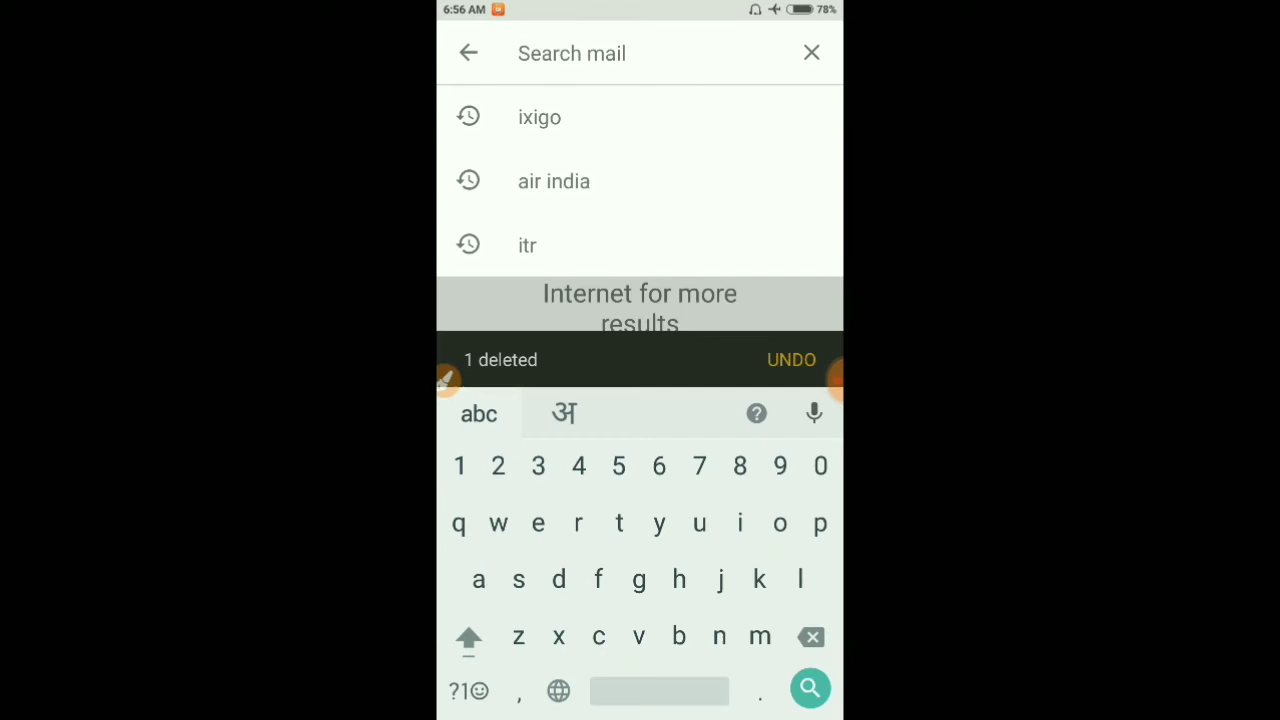 6:56 AM 78%
Search mail
ixigo
air india
itr
Internet for more
results
1 deleted UNDO
abc अ ?
1 2 3 4 5 6 7 8 9 0
q w e r t y u i o p
a s d f g h j k l
z x c v b n m
?1☺ , .